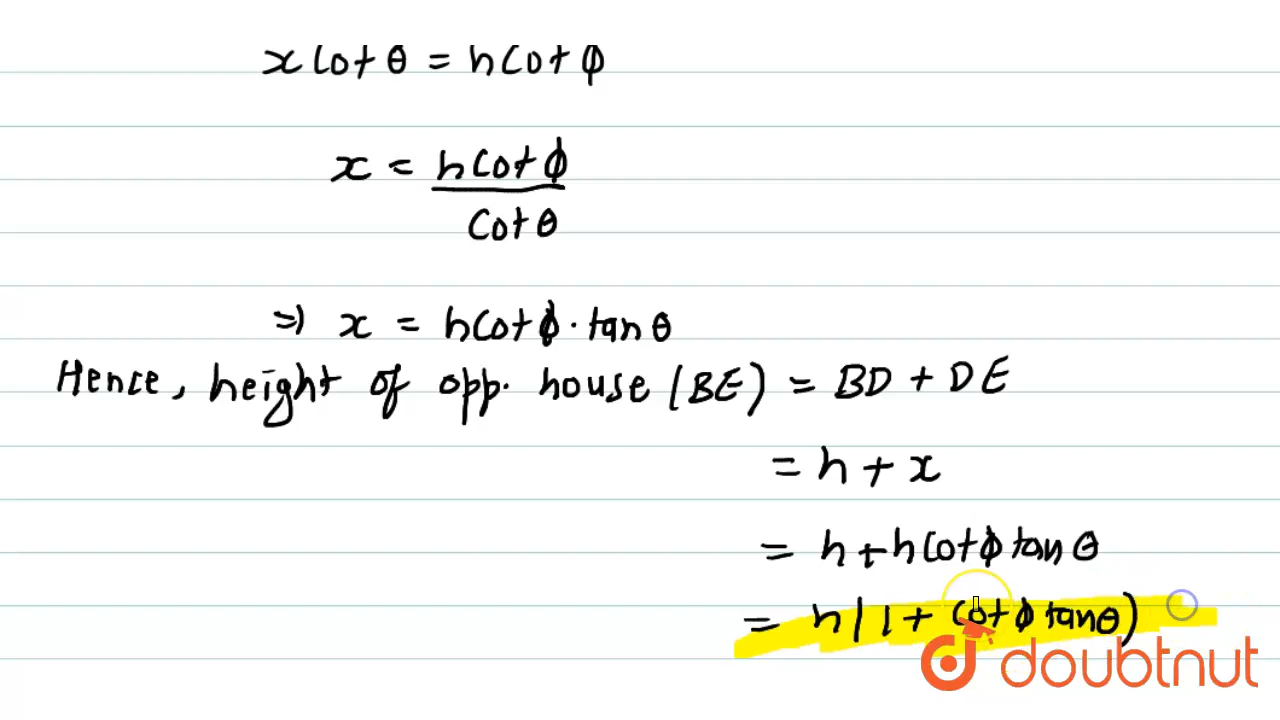 x Cot θ = h Cot φ
x = h Cot φ
Cot θ
⇒ x = h Cot φ · tan θ
Hence, height of opp. house (BE) = BD + DE
= h + x
= h + h Cot φ tan θ
= h (1 + Cot φ tan θ)
doubtnut